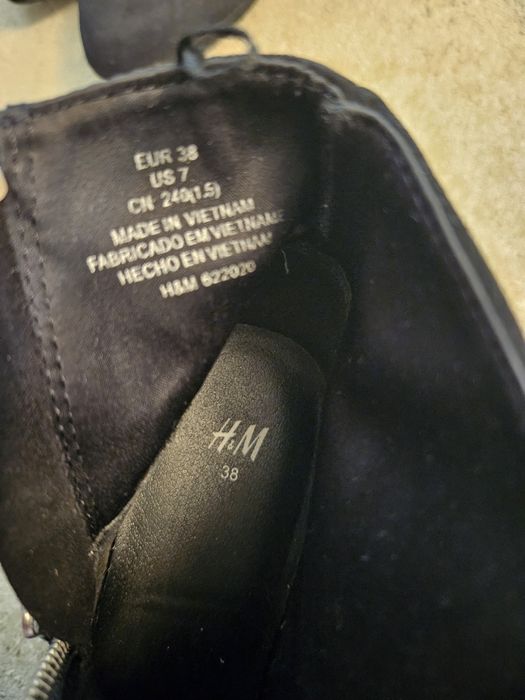 EUR 38
US 7
CN 240(1.5)
MADE IN VIETNAM
FABRICADO EM VIETNAME
HECHO EN VIETNAM
H&M 622020
H&M
38